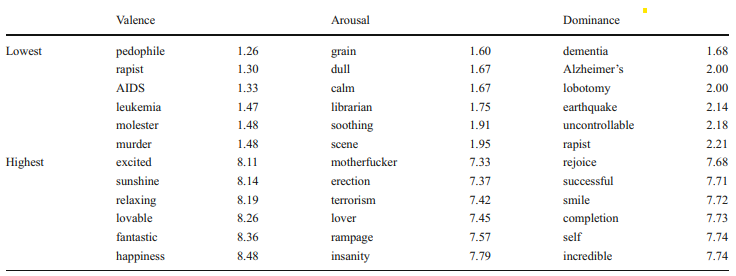 Valence Arousal Dominance
Lowest pedophile 1.26 grain 1.60 dementia 1.68
rapist 1.30 dull 1.67 Alzheimer's 2.00
AIDS 1.33 calm 1.67 lobotomy 2.00
leukemia 1.47 librarian 1.75 earthquake 2.14
molester 1.48 soothing 1.91 uncontrollable 2.18
murder 1.48 scene 1.95 rapist 2.21
Highest excited 8.11 motherfucker 7.33 rejoice 7.68
sunshine 8.14 erection 7.37 successful 7.71
relaxing 8.19 terrorism 7.42 smile 7.72
lovable 8.26 lover 7.45 completion 7.73
fantastic 8.36 rampage 7.57 self 7.74
happiness 8.48 insanity 7.79 incredible 7.74